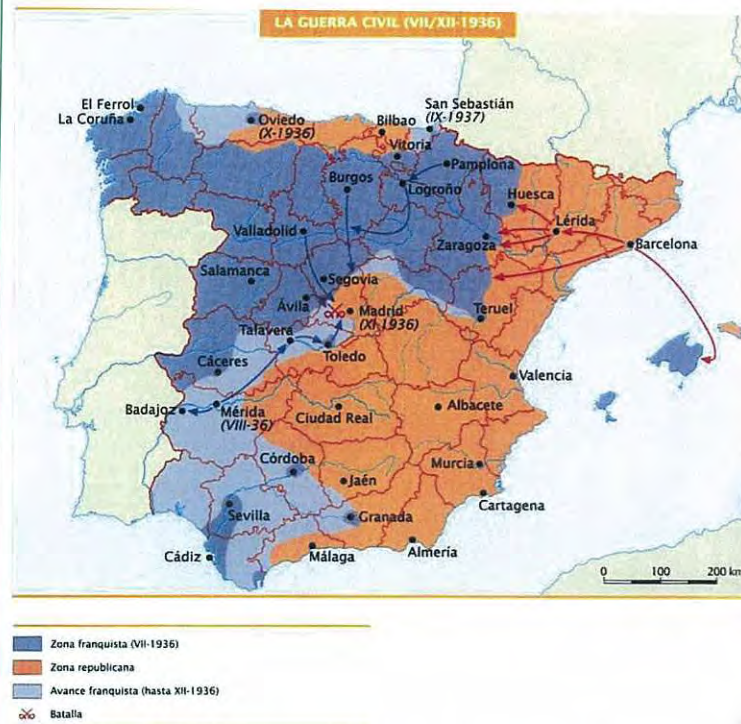 LA GUERRA CIVIL (VII/XII-1936)
El Ferrol
La Coruña
Oviedo
(X-1936)
Bilbao
San Sebastián
(IX-1937)
Vitoria
Pamplona
Burgos
Logroño
Huesca
Lérida
Valladolid
Zaragoza
Barcelona
Salamanca
Segovia
Ávila
Madrid
(XI-1936)
Teruel
Talavera
Toledo
Cáceres
Valencia
Badajoz
Mérida
(VIII-36)
Ciudad Real
Albacete
Córdoba
Jaén
Murcia
Cartagena
Sevilla
Granada
Cádiz
Málaga
Almería
0 100 200 km
Zona franquista (VII-1936)
Zona republicana
Avance franquista (hasta XII-1936)
Batalla